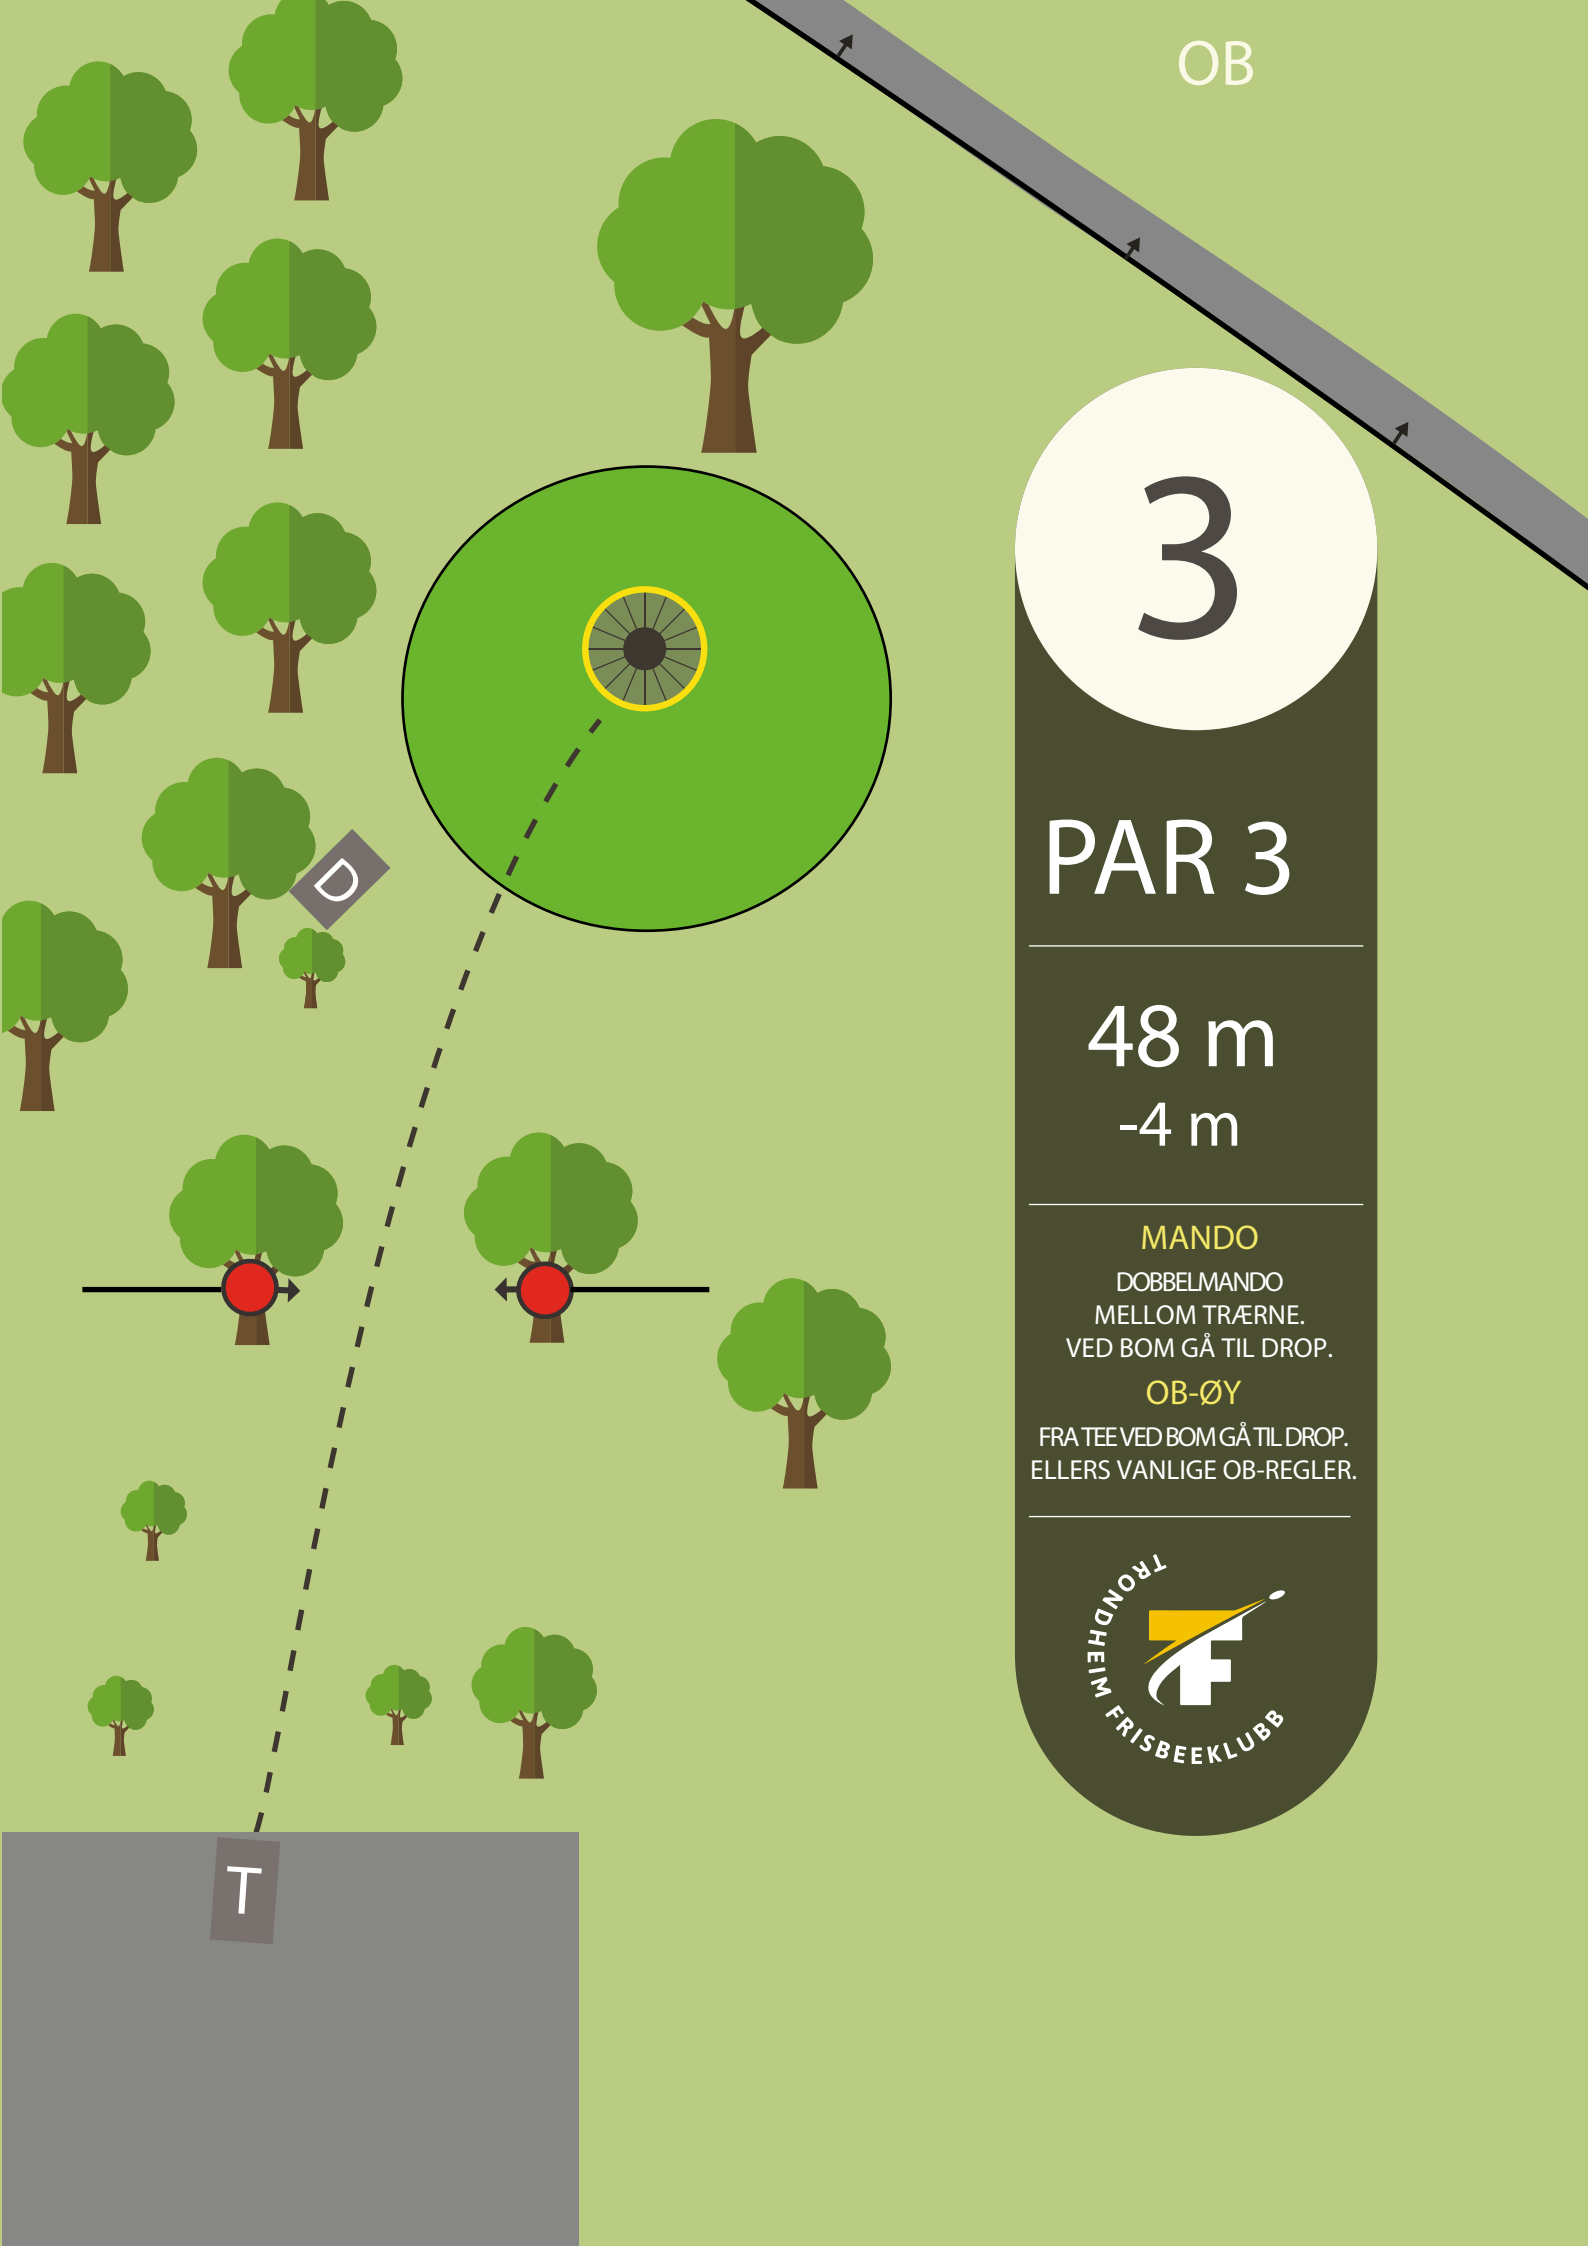 OB
3
PAR 3
48 m
-4 m
MANDO
DOBBELMANDO
MELLOM TRÆRNE.
VED BOM GÅ TIL DROP.
OB-ØY
FRA TEE VED BOM GÅ TIL DROP.
ELLERS VANLIGE OB-REGLER.
TRONDHEIM FRISBEEKLUBB
TF
D
T